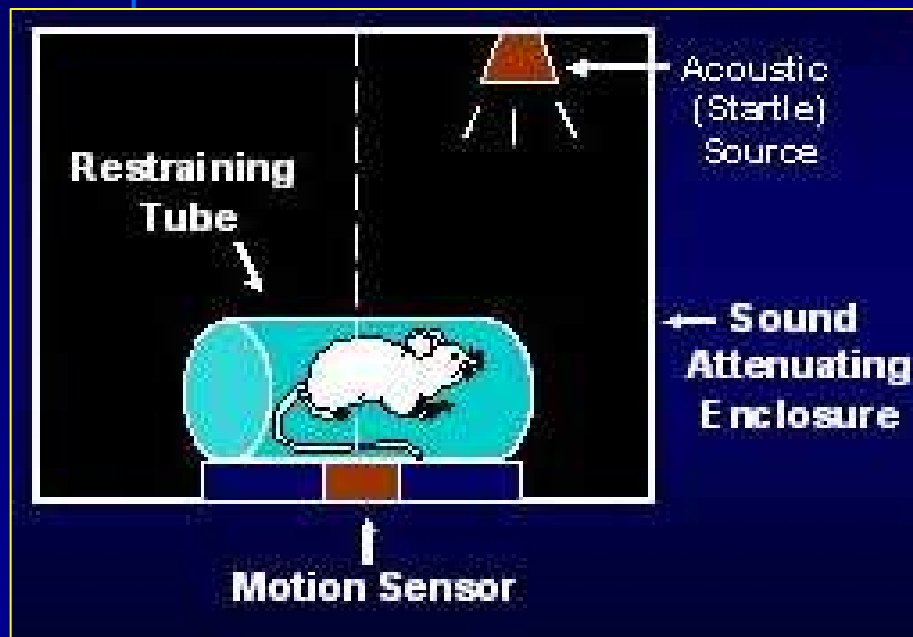 Acoustic
(Startle)
Source
Restraining
Tube
Sound
Attenuating
Enclosure
Motion Sensor